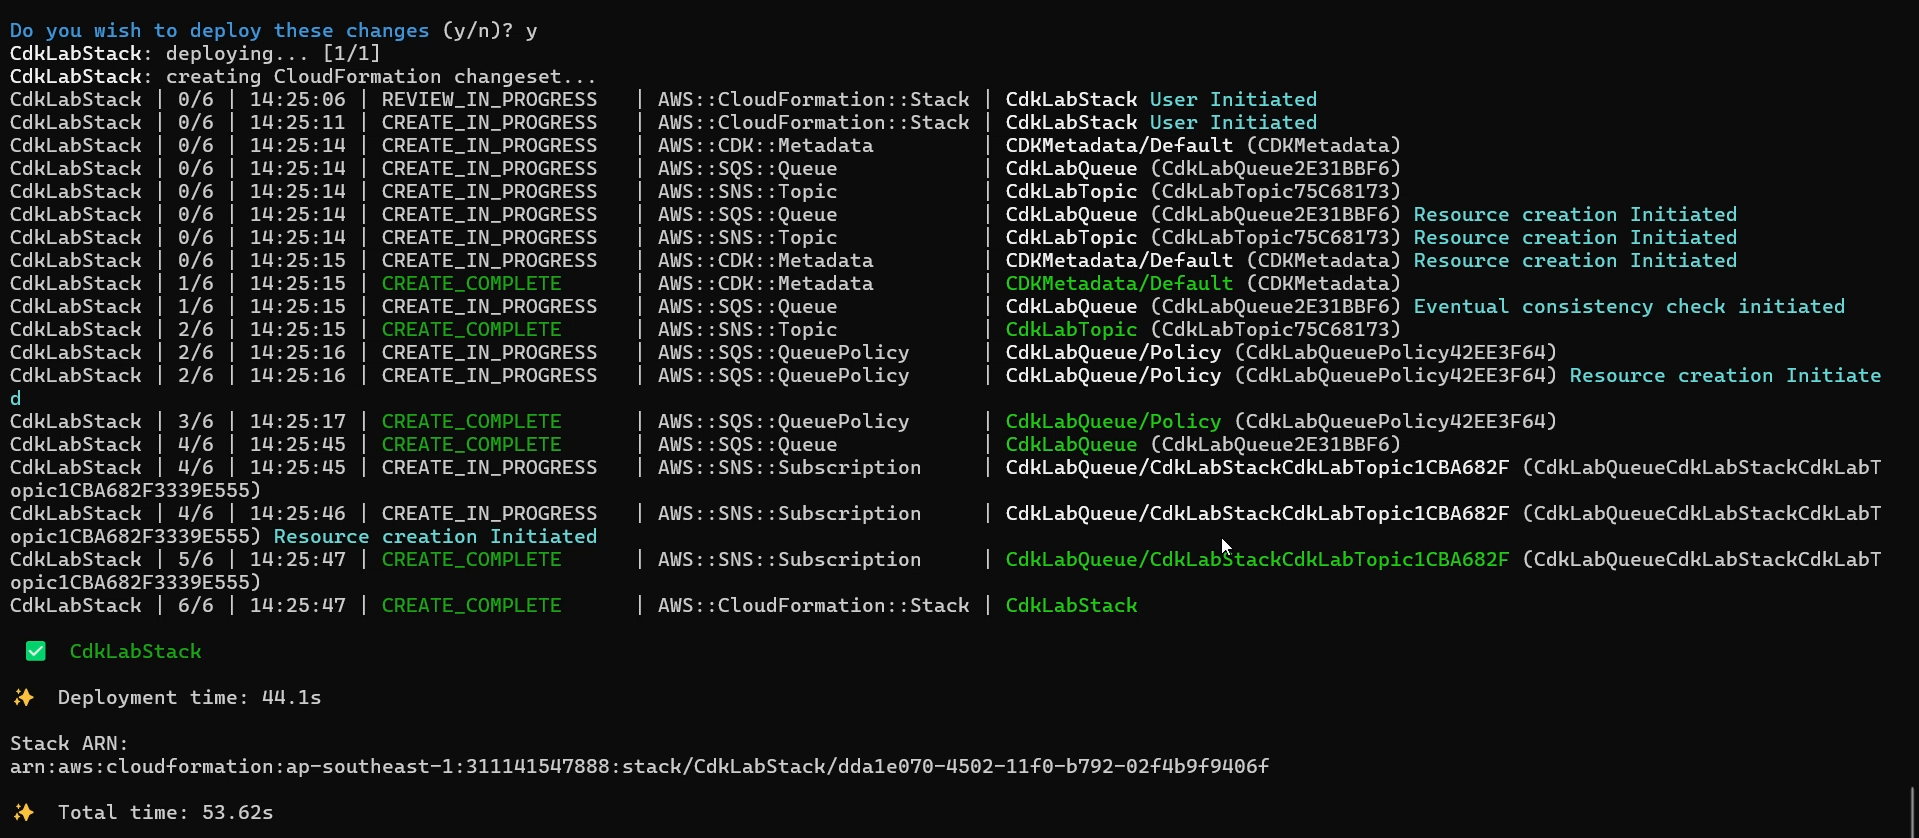 Do you wish to deploy these changes (y/n)? y
CdkLabStack: deploying... [1/1]
CdkLabStack: creating CloudFormation changeset...
CdkLabStack | 0/6 | 14:25:06 | REVIEW_IN_PROGRESS   | AWS::CloudFormation::Stack | CdkLabStack User Initiated
CdkLabStack | 0/6 | 14:25:11 | CREATE_IN_PROGRESS   | AWS::CloudFormation::Stack | CdkLabStack User Initiated
CdkLabStack | 0/6 | 14:25:14 | CREATE_IN_PROGRESS   | AWS::CDK::Metadata         | CDKMetadata/Default (CDKMetadata)
CdkLabStack | 0/6 | 14:25:14 | CREATE_IN_PROGRESS   | AWS::SQS::Queue            | CdkLabQueue (CdkLabQueue2E31BBF6)
CdkLabStack | 0/6 | 14:25:14 | CREATE_IN_PROGRESS   | AWS::SNS::Topic            | CdkLabTopic (CdkLabTopic75C68173)
CdkLabStack | 0/6 | 14:25:14 | CREATE_IN_PROGRESS   | AWS::SQS::Queue            | CdkLabQueue (CdkLabQueue2E31BBF6) Resource creation Initiated
CdkLabStack | 0/6 | 14:25:14 | CREATE_IN_PROGRESS   | AWS::SNS::Topic            | CdkLabTopic (CdkLabTopic75C68173) Resource creation Initiated
CdkLabStack | 0/6 | 14:25:15 | CREATE_IN_PROGRESS   | AWS::CDK::Metadata         | CDKMetadata/Default (CDKMetadata) Resource creation Initiated
CdkLabStack | 1/6 | 14:25:15 | CREATE_COMPLETE      | AWS::CDK::Metadata         | CDKMetadata/Default (CDKMetadata)
CdkLabStack | 1/6 | 14:25:15 | CREATE_IN_PROGRESS   | AWS::SQS::Queue            | CdkLabQueue (CdkLabQueue2E31BBF6) Eventual consistency check initiated
CdkLabStack | 2/6 | 14:25:15 | CREATE_COMPLETE      | AWS::SNS::Topic            | CdkLabTopic (CdkLabTopic75C68173)
CdkLabStack | 2/6 | 14:25:16 | CREATE_IN_PROGRESS   | AWS::SQS::QueuePolicy      | CdkLabQueue/Policy (CdkLabQueuePolicy42EE3F64)
CdkLabStack | 2/6 | 14:25:16 | CREATE_IN_PROGRESS   | AWS::SQS::QueuePolicy      | CdkLabQueue/Policy (CdkLabQueuePolicy42EE3F64) Resource creation Initiate
d
CdkLabStack | 3/6 | 14:25:17 | CREATE_COMPLETE      | AWS::SQS::QueuePolicy      | CdkLabQueue/Policy (CdkLabQueuePolicy42EE3F64)
CdkLabStack | 4/6 | 14:25:45 | CREATE_COMPLETE      | AWS::SQS::Queue            | CdkLabQueue (CdkLabQueue2E31BBF6)
CdkLabStack | 4/6 | 14:25:45 | CREATE_IN_PROGRESS   | AWS::SNS::Subscription     | CdkLabQueue/CdkLabStackCdkLabTopic1CBA682F (CdkLabQueueCdkLabStackCdkLabT
opic1CBA682F3339E555)
CdkLabStack | 4/6 | 14:25:46 | CREATE_IN_PROGRESS   | AWS::SNS::Subscription     | CdkLabQueue/CdkLabStackCdkLabTopic1CBA682F (CdkLabQueueCdkLabStackCdkLabT
opic1CBA682F3339E555) Resource creation Initiated
CdkLabStack | 5/6 | 14:25:47 | CREATE_COMPLETE      | AWS::SNS::Subscription     | CdkLabQueue/CdkLabStackCdkLabTopic1CBA682F (CdkLabQueueCdkLabStackCdkLabT
opic1CBA682F3339E555)
CdkLabStack | 6/6 | 14:25:47 | CREATE_COMPLETE      | AWS::CloudFormation::Stack | CdkLabStack
✅ CdkLabStack
✨ Deployment time: 44.1s
Stack ARN:
arn:aws:cloudformation:ap-southeast-1:311141547888:stack/CdkLabStack/dda1e070-4502-11f0-b792-02f4b9f9406f
✨ Total time: 53.62s